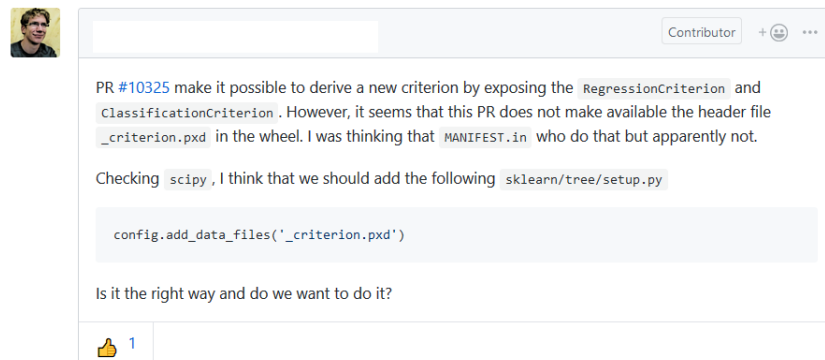 Contributor
PR #10325 make it possible to derive a new criterion by exposing the RegressionCriterion and
ClassificationCriterion . However, it seems that this PR does not make available the header file
_criterion.pxd in the wheel. I was thinking that MANIFEST.in who do that but apparently not.
Checking scipy , I think that we should add the following sklearn/tree/setup.py
config.add_data_files('_criterion.pxd')
Is it the right way and do we want to do it?
1